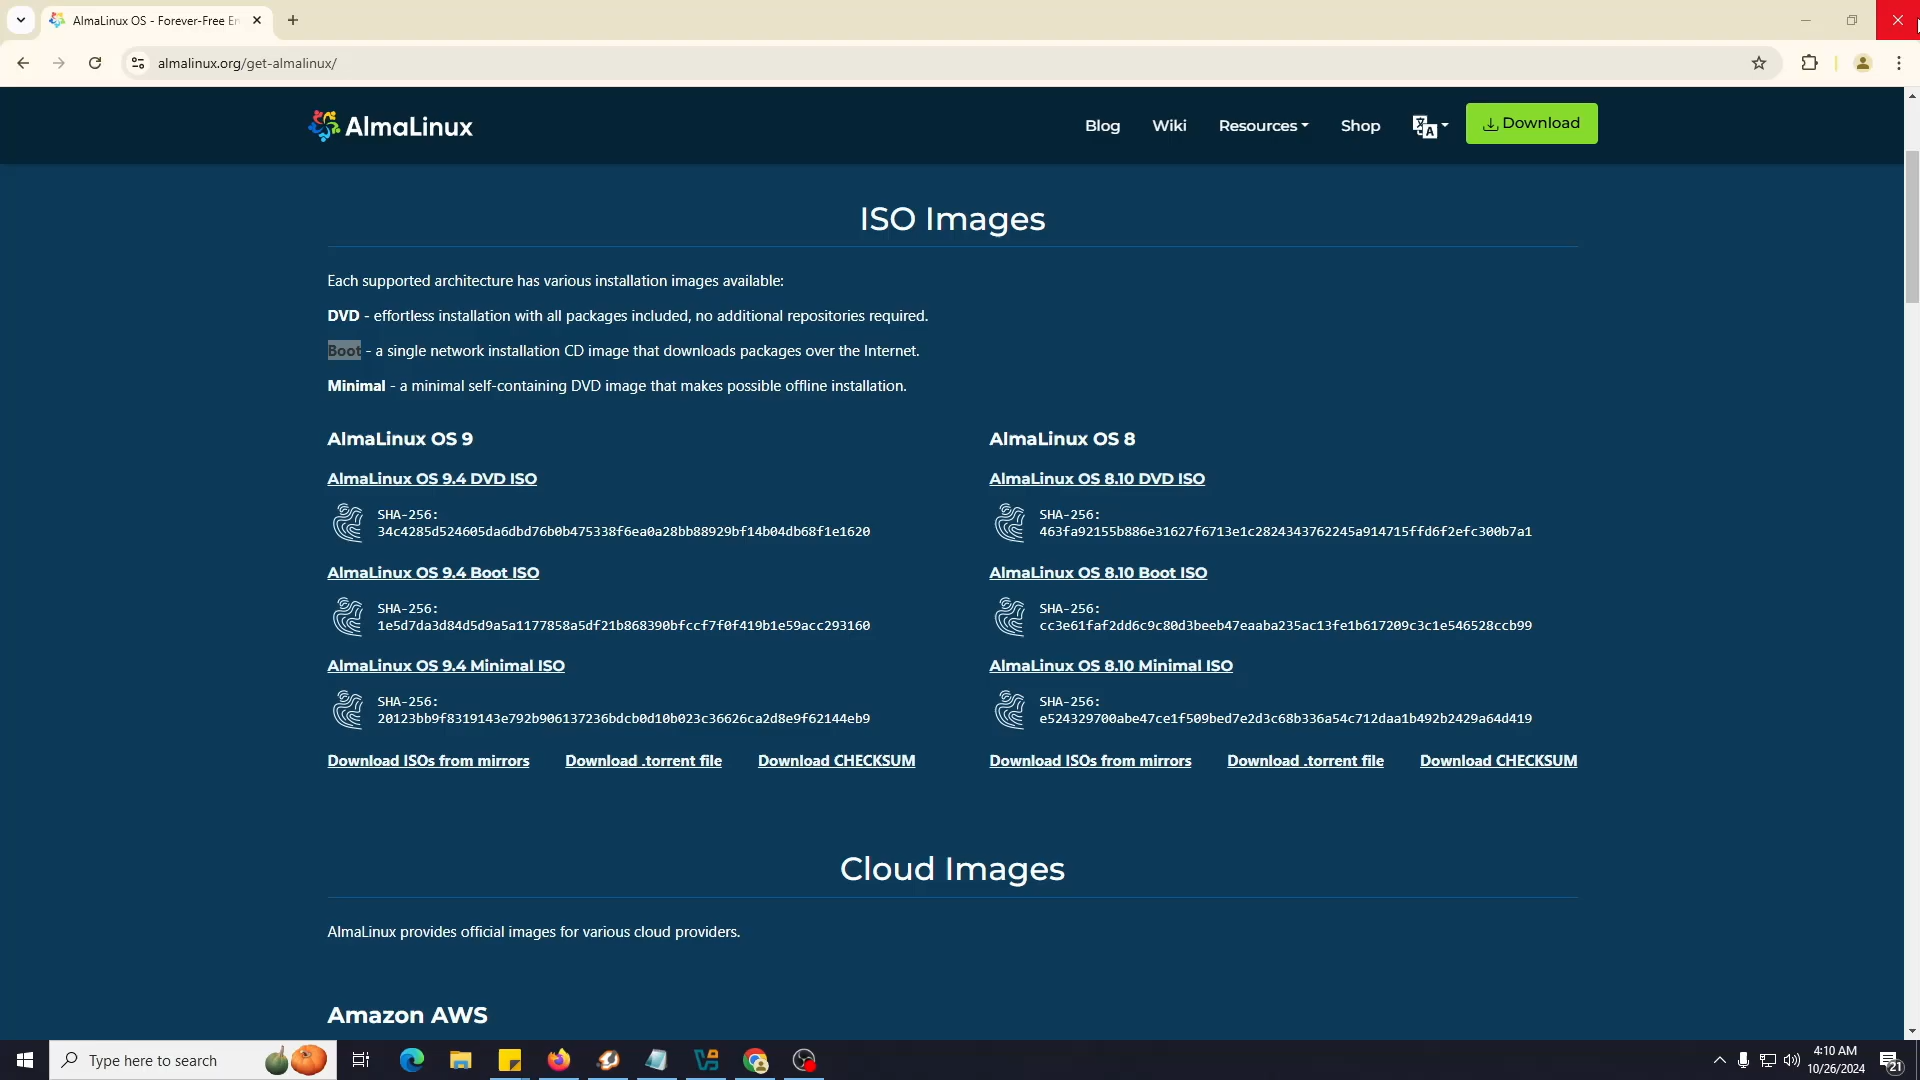 AlmaLinux OS - Forever-Free En
almalinux.org/get-almalinux/
AlmaLinux
Blog
Wiki
Resources
Shop
Download
ISO Images
Each supported architecture has various installation images available:
DVD - effortless installation with all packages included, no additional repositories required.
Boot - a single network installation CD image that downloads packages over the Internet.
Minimal - a minimal self-containing DVD image that makes possible offline installation.
AlmaLinux OS 9
AlmaLinux OS 9.4 DVD ISO
SHA-256:
34c4285d524605da6dbd76b0b475338f6ea0a28bb88929bf14b04db68f1e1620
AlmaLinux OS 9.4 Boot ISO
SHA-256:
1e5d7da3d84d5d9a5a1177858a5df21b868390bfccf7f0f419b1e59acc293160
AlmaLinux OS 9.4 Minimal ISO
SHA-256:
20123bb9f8319143e792b906137236bdcb0d10b023c36626ca2d8e9f62144eb9
Download ISOs from mirrors
Download .torrent file
Download CHECKSUM
AlmaLinux OS 8
AlmaLinux OS 8.10 DVD ISO
SHA-256:
463fa92155b886e31627f6713e1c2824343762245a914715ffd6f2efc300b7a1
AlmaLinux OS 8.10 Boot ISO
SHA-256:
cc3e61faf2dd6c9c80d3beeb47eaaba235ac13fe1b617209c3c1e546528ccb99
AlmaLinux OS 8.10 Minimal ISO
SHA-256:
e524329700abe47ce1f509bed7e2d3c68b336a54c712daa1b492b2429a64d419
Download ISOs from mirrors
Download .torrent file
Download CHECKSUM
Cloud Images
AlmaLinux provides official images for various cloud providers.
Amazon AWS
Type here to search
4:10 AM
10/26/2024
21